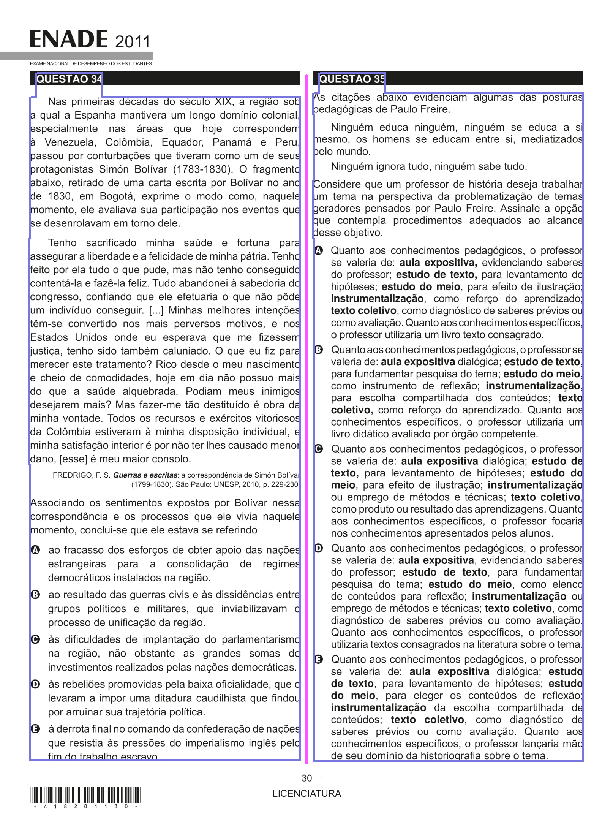 ENADE 2011
EXAME NACIONAL DE DESEMPENHO DOS ESTUDANTES
QUESTÃO 34
Nas primeiras décadas do século XIX, a região sob
a qual a Espanha mantivera um longo domínio colonial,
especialmente nas áreas que hoje correspondem
à Venezuela, Colômbia, Equador, Panamá e Peru,
passou por conturbações que tiveram como um de seus
protagonistas Simón Bolívar (1783-1830). O fragmento
abaixo, retirado de uma carta escrita por Bolívar no ano
de 1830, em Bogotá, exprime o modo como, naquele
momento, ele avaliava sua participação nos eventos que
se desenrolavam em torno dele.
Tenho sacrificado minha saúde e fortuna para
assegurar a liberdade e a felicidade de minha pátria. Tenho
feito por ela tudo o que pude, mas não tenho conseguido
contentá-la e fazê-la feliz. Tudo abandonei à sabedoria do
congresso, confiando que ele efetuaria o que não pôde
um indivíduo conseguir. [...] Minhas melhores intenções
têm-se convertido nos mais perversos motivos, e nos
Estados Unidos onde eu esperava que me fizessem
justiça, tenho sido também caluniado. O que eu fiz para
merecer este tratamento? Rico desde o meu nascimento
e cheio de comodidades, hoje em dia não possuo mais
do que a saúde alquebrada. Podiam meus inimigos
desejarem mais? Mas fazer-me tão destituído é obra da
minha vontade. Todos os recursos e exércitos vitoriosos
da Colômbia estiveram à minha disposição individual, e
minha satisfação interior é por não ter lhes causado menor
dano, [esse] é meu maior consolo.
FREDRIGO, F. S. Guerras e escritas: a correspondência de Simón Bolívar
(1799-1830). São Paulo: UNESP, 2010, p. 229-230.
Associando os sentimentos expostos por Bolívar nessa
correspondência e os processos que ele vivia naquele
momento, conclui-se que ele estava se referindo
A ao fracasso dos esforços de obter apoio das nações
estrangeiras para a consolidação de regimes
democráticos instalados na região.
B ao resultado das guerras civis e às dissidências entre
grupos políticos e militares, que inviabilizavam o
processo de unificação da região.
C às dificuldades de implantação do parlamentarismo
na região, não obstante as grandes somas de
investimentos realizados pelas nações democráticas.
D às rebeliões promovidas pela baixa oficialidade, que o
levaram a impor uma ditadura caudilhista que findou
por arruinar sua trajetória política.
E à derrota final no comando da confederação de nações
que resistia às pressões do imperialismo inglês pelo
fim do trabalho escravo.
QUESTÃO 35
As citações abaixo evidenciam algumas das posturas
pedagógicas de Paulo Freire.
Ninguém educa ninguém, ninguém se educa a si
mesmo, os homens se educam entre si, mediatizados
pelo mundo.
Ninguém ignora tudo, ninguém sabe tudo.
Considere que um professor de história deseja trabalhar
um tema na perspectiva da problematização de temas
geradores pensados por Paulo Freire. Assinale a opção
que contempla procedimentos adequados ao alcance
desse objetivo.
A Quanto aos conhecimentos pedagógicos, o professor
se valeria de: aula expositiva, evidenciando saberes
do professor; estudo de texto, para levantamento de
hipóteses; estudo do meio, para efeito de ilustração;
instrumentalização, como reforço do aprendizado;
texto coletivo, como diagnóstico de saberes prévios ou
como avaliação. Quanto aos conhecimentos específicos,
o professor utilizaria um livro texto consagrado.
B Quanto aos conhecimentos pedagógicos, o professor se
valeria de: aula expositiva dialógica; estudo de texto,
para fundamentar pesquisa do tema; estudo do meio,
como instrumento de reflexão; instrumentalização,
para escolha compartilhada dos conteúdos; texto
coletivo, como reforço do aprendizado. Quanto aos
conhecimentos específicos, o professor utilizaria um
livro didático avaliado por órgão competente.
C Quanto aos conhecimentos pedagógicos, o professor
se valeria de: aula expositiva dialógica; estudo de
texto, para levantamento de hipóteses; estudo do
meio, para efeito de ilustração; instrumentalização
ou emprego de métodos e técnicas; texto coletivo,
como produto ou resultado das aprendizagens. Quanto
aos conhecimentos específicos, o professor focaria
nos conhecimentos apresentados pelos alunos.
D Quanto aos conhecimentos pedagógicos, o professor
se valeria de: aula expositiva, evidenciando saberes
do professor; estudo de texto, para fundamentar
pesquisa do tema; estudo do meio, como elenco
de conteúdos para reflexão; instrumentalização ou
emprego de métodos e técnicas; texto coletivo, como
diagnóstico de saberes prévios ou como avaliação.
Quanto aos conhecimentos específicos, o professor
utilizaria textos consagrados na literatura sobre o tema.
E Quanto aos conhecimentos pedagógicos, o professor
se valeria de: aula expositiva dialógica; estudo
de texto, para levantamento de hipóteses; estudo
do meio, para eleger os conteúdos de reflexão;
instrumentalização da escolha compartilhada de
conteúdos; texto coletivo, como diagnóstico de
saberes prévios ou como avaliação. Quanto aos
conhecimentos específicos, o professor lançaria mão
de seu domínio da historiografia sobre o tema.
30
LICENCIATURA